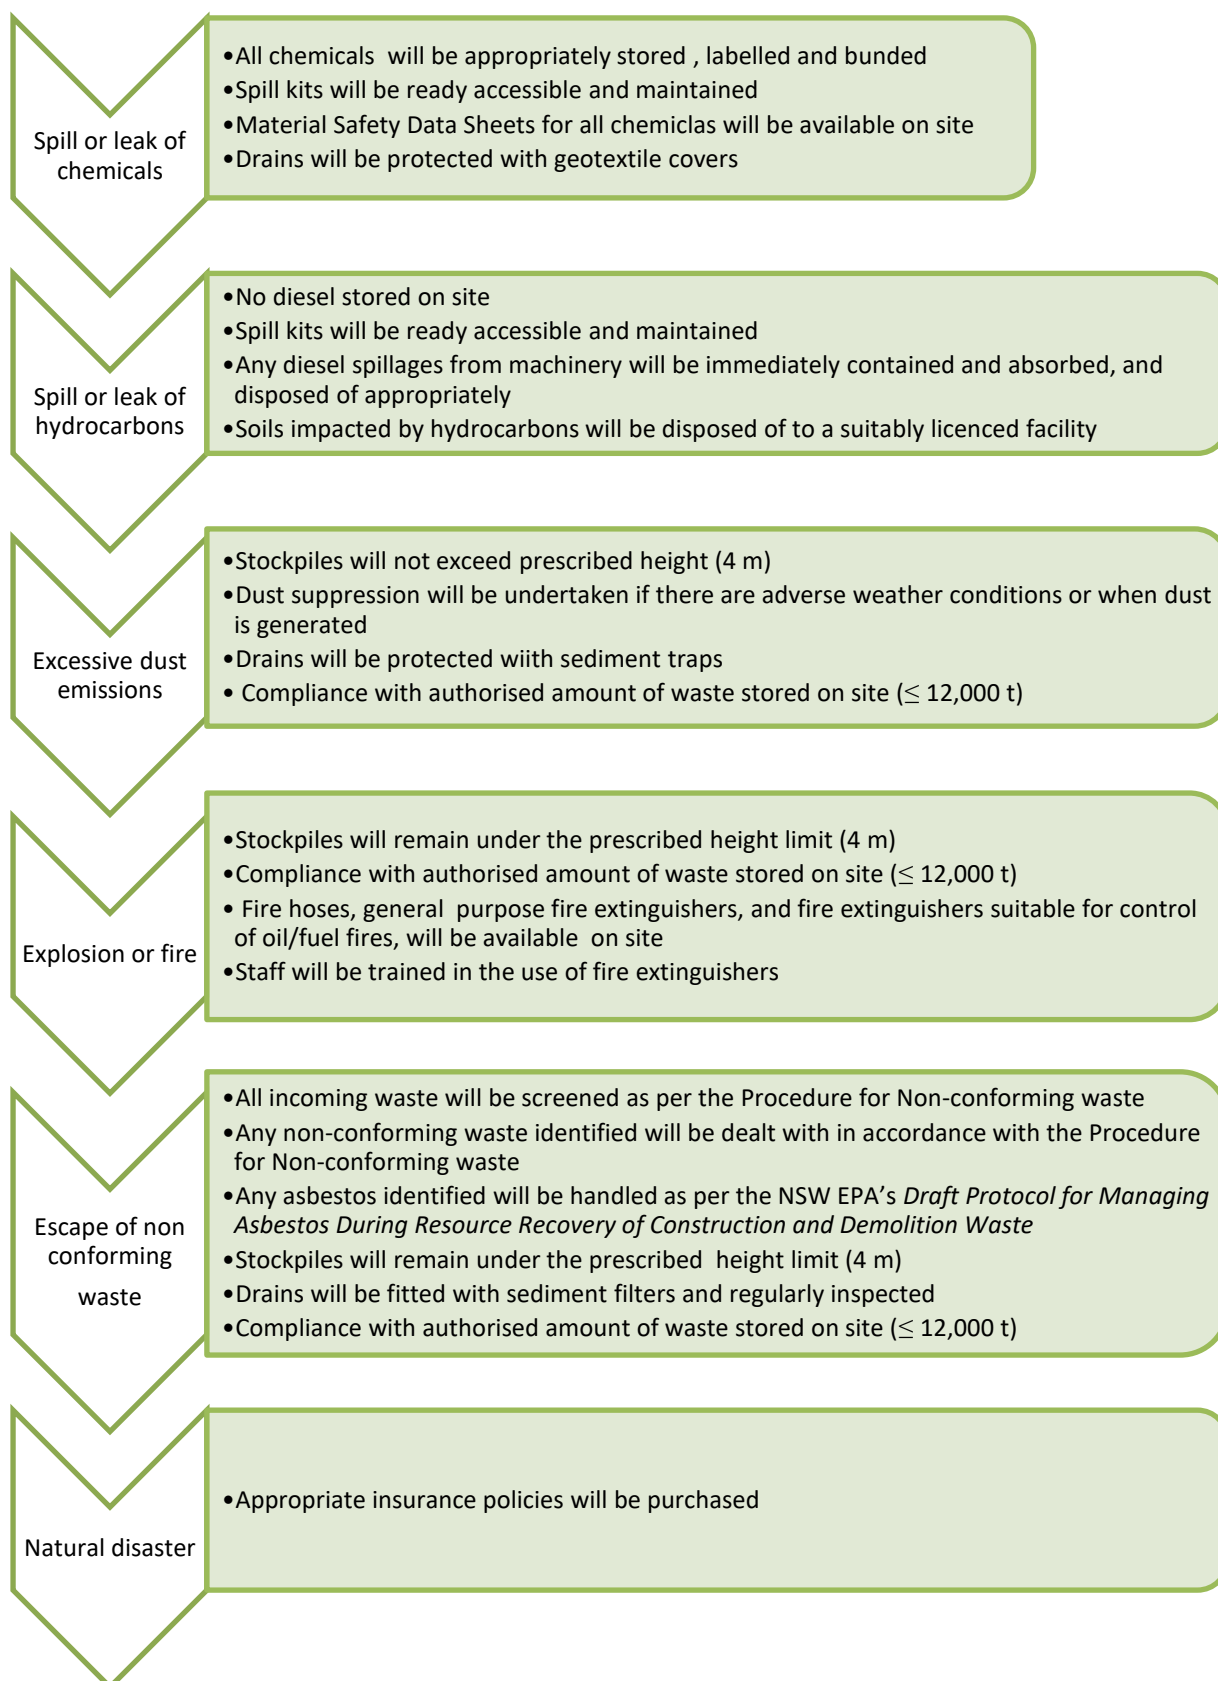 Spill or leak of
chemicals
•All chemicals will be appropriately stored , labelled and bunded
•Spill kits will be ready accessible and maintained
•Material Safety Data Sheets for all chemiclas will be available on site
•Drains will be protected with geotextile covers
Spill or leak of
hydrocarbons
•No diesel stored on site
•Spill kits will be ready accessible and maintained
•Any diesel spillages from machinery will be immediately contained and absorbed, and
disposed of appropriately
•Soils impacted by hydrocarbons will be disposed of to a suitably licenced facility
Excessive dust
emissions
•Stockpiles will not exceed prescribed height (4 m)
•Dust suppression will be undertaken if there are adverse weather conditions or when dust
is generated
•Drains will be protected wiith sediment traps
• Compliance with authorised amount of waste stored on site (≤ 12,000 t)
Explosion or fire
•Stockpiles will remain under the prescribed height limit (4 m)
•Compliance with authorised amount of waste stored on site (≤ 12,000 t)
• Fire hoses, general purpose fire extinguishers, and fire extinguishers suitable for control
of oil/fuel fires, will be available on site
•Staff will be trained in the use of fire extinguishers
Escape of non
conforming
waste
•All incoming waste will be screened as per the Procedure for Non-conforming waste
•Any non-conforming waste identified will be dealt with in accordance with the Procedure
for Non-conforming waste
•Any asbestos identified will be handled as per the NSW EPA’s Draft Protocol for Managing
Asbestos During Resource Recovery of Construction and Demolition Waste
•Stockpiles will remain under the prescribed height limit (4 m)
•Drains will be fitted with sediment filters and regularly inspected
•Compliance with authorised amount of waste stored on site (≤ 12,000 t)
Natural disaster
•Appropriate insurance policies will be purchased